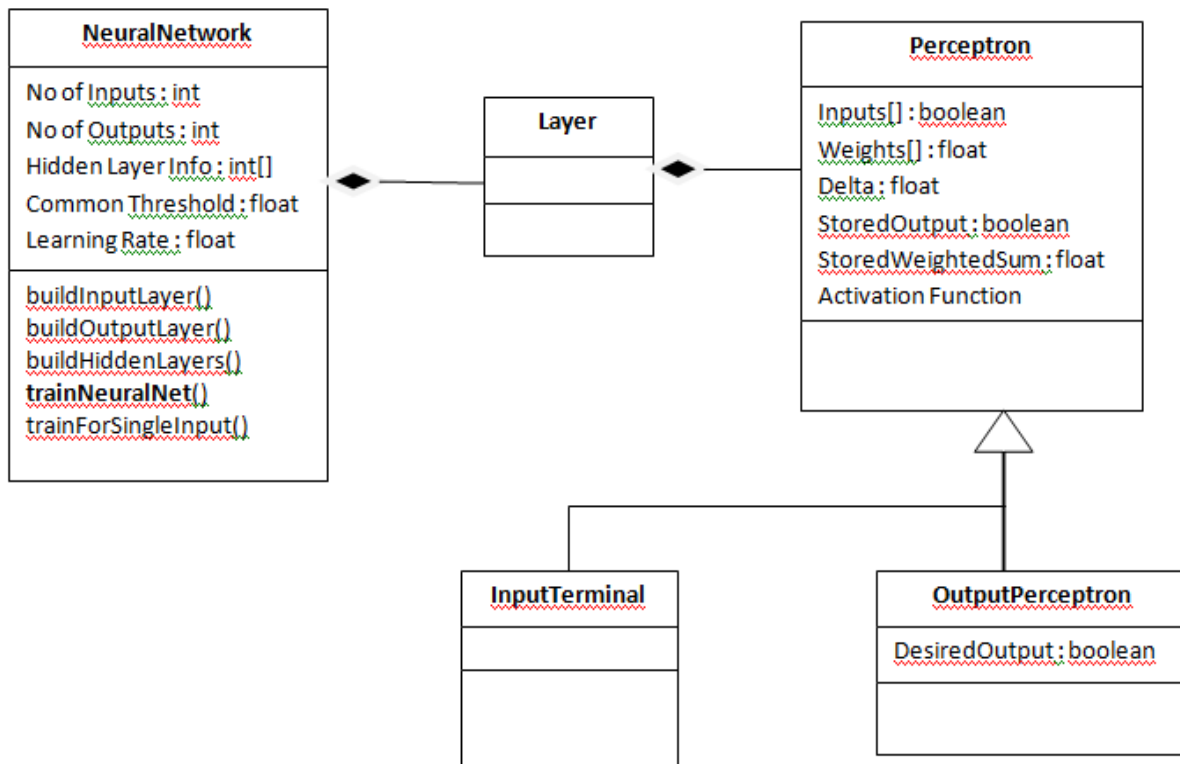 NeuralNetwork
No of Inputs : int
No of Outputs : int
Hidden Layer Info : int[]
Common Threshold : float
Learning Rate : float
buildInputLayer()
buildOutputLayer()
buildHiddenLayers()
trainNeuralNet()
trainForSingleInput()
Layer
Perceptron
Inputs[] : boolean
Weights[] : float
Delta : float
StoredOutput : boolean
StoredWeightedSum : float
Activation Function
InputTerminal
OutputPerceptron
DesiredOutput : boolean